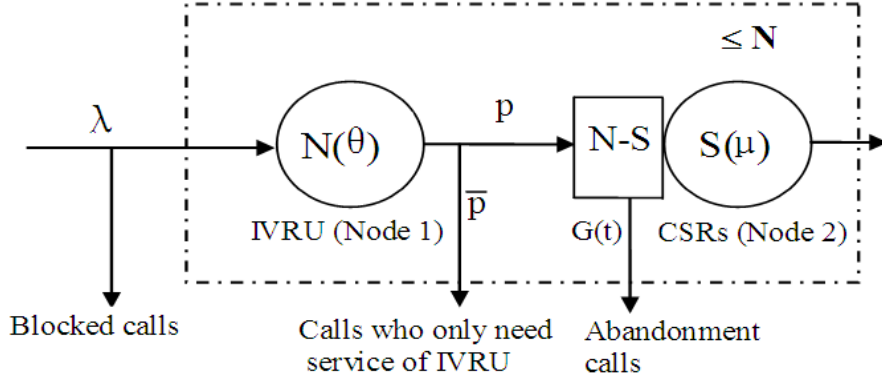 ≤ N
λ
N(θ)
p
N-S
S(μ)
p̅
IVRU (Node 1)
G(t)
CSRs (Node 2)
Blocked calls
Calls who only need
service of IVRU
Abandonment
calls